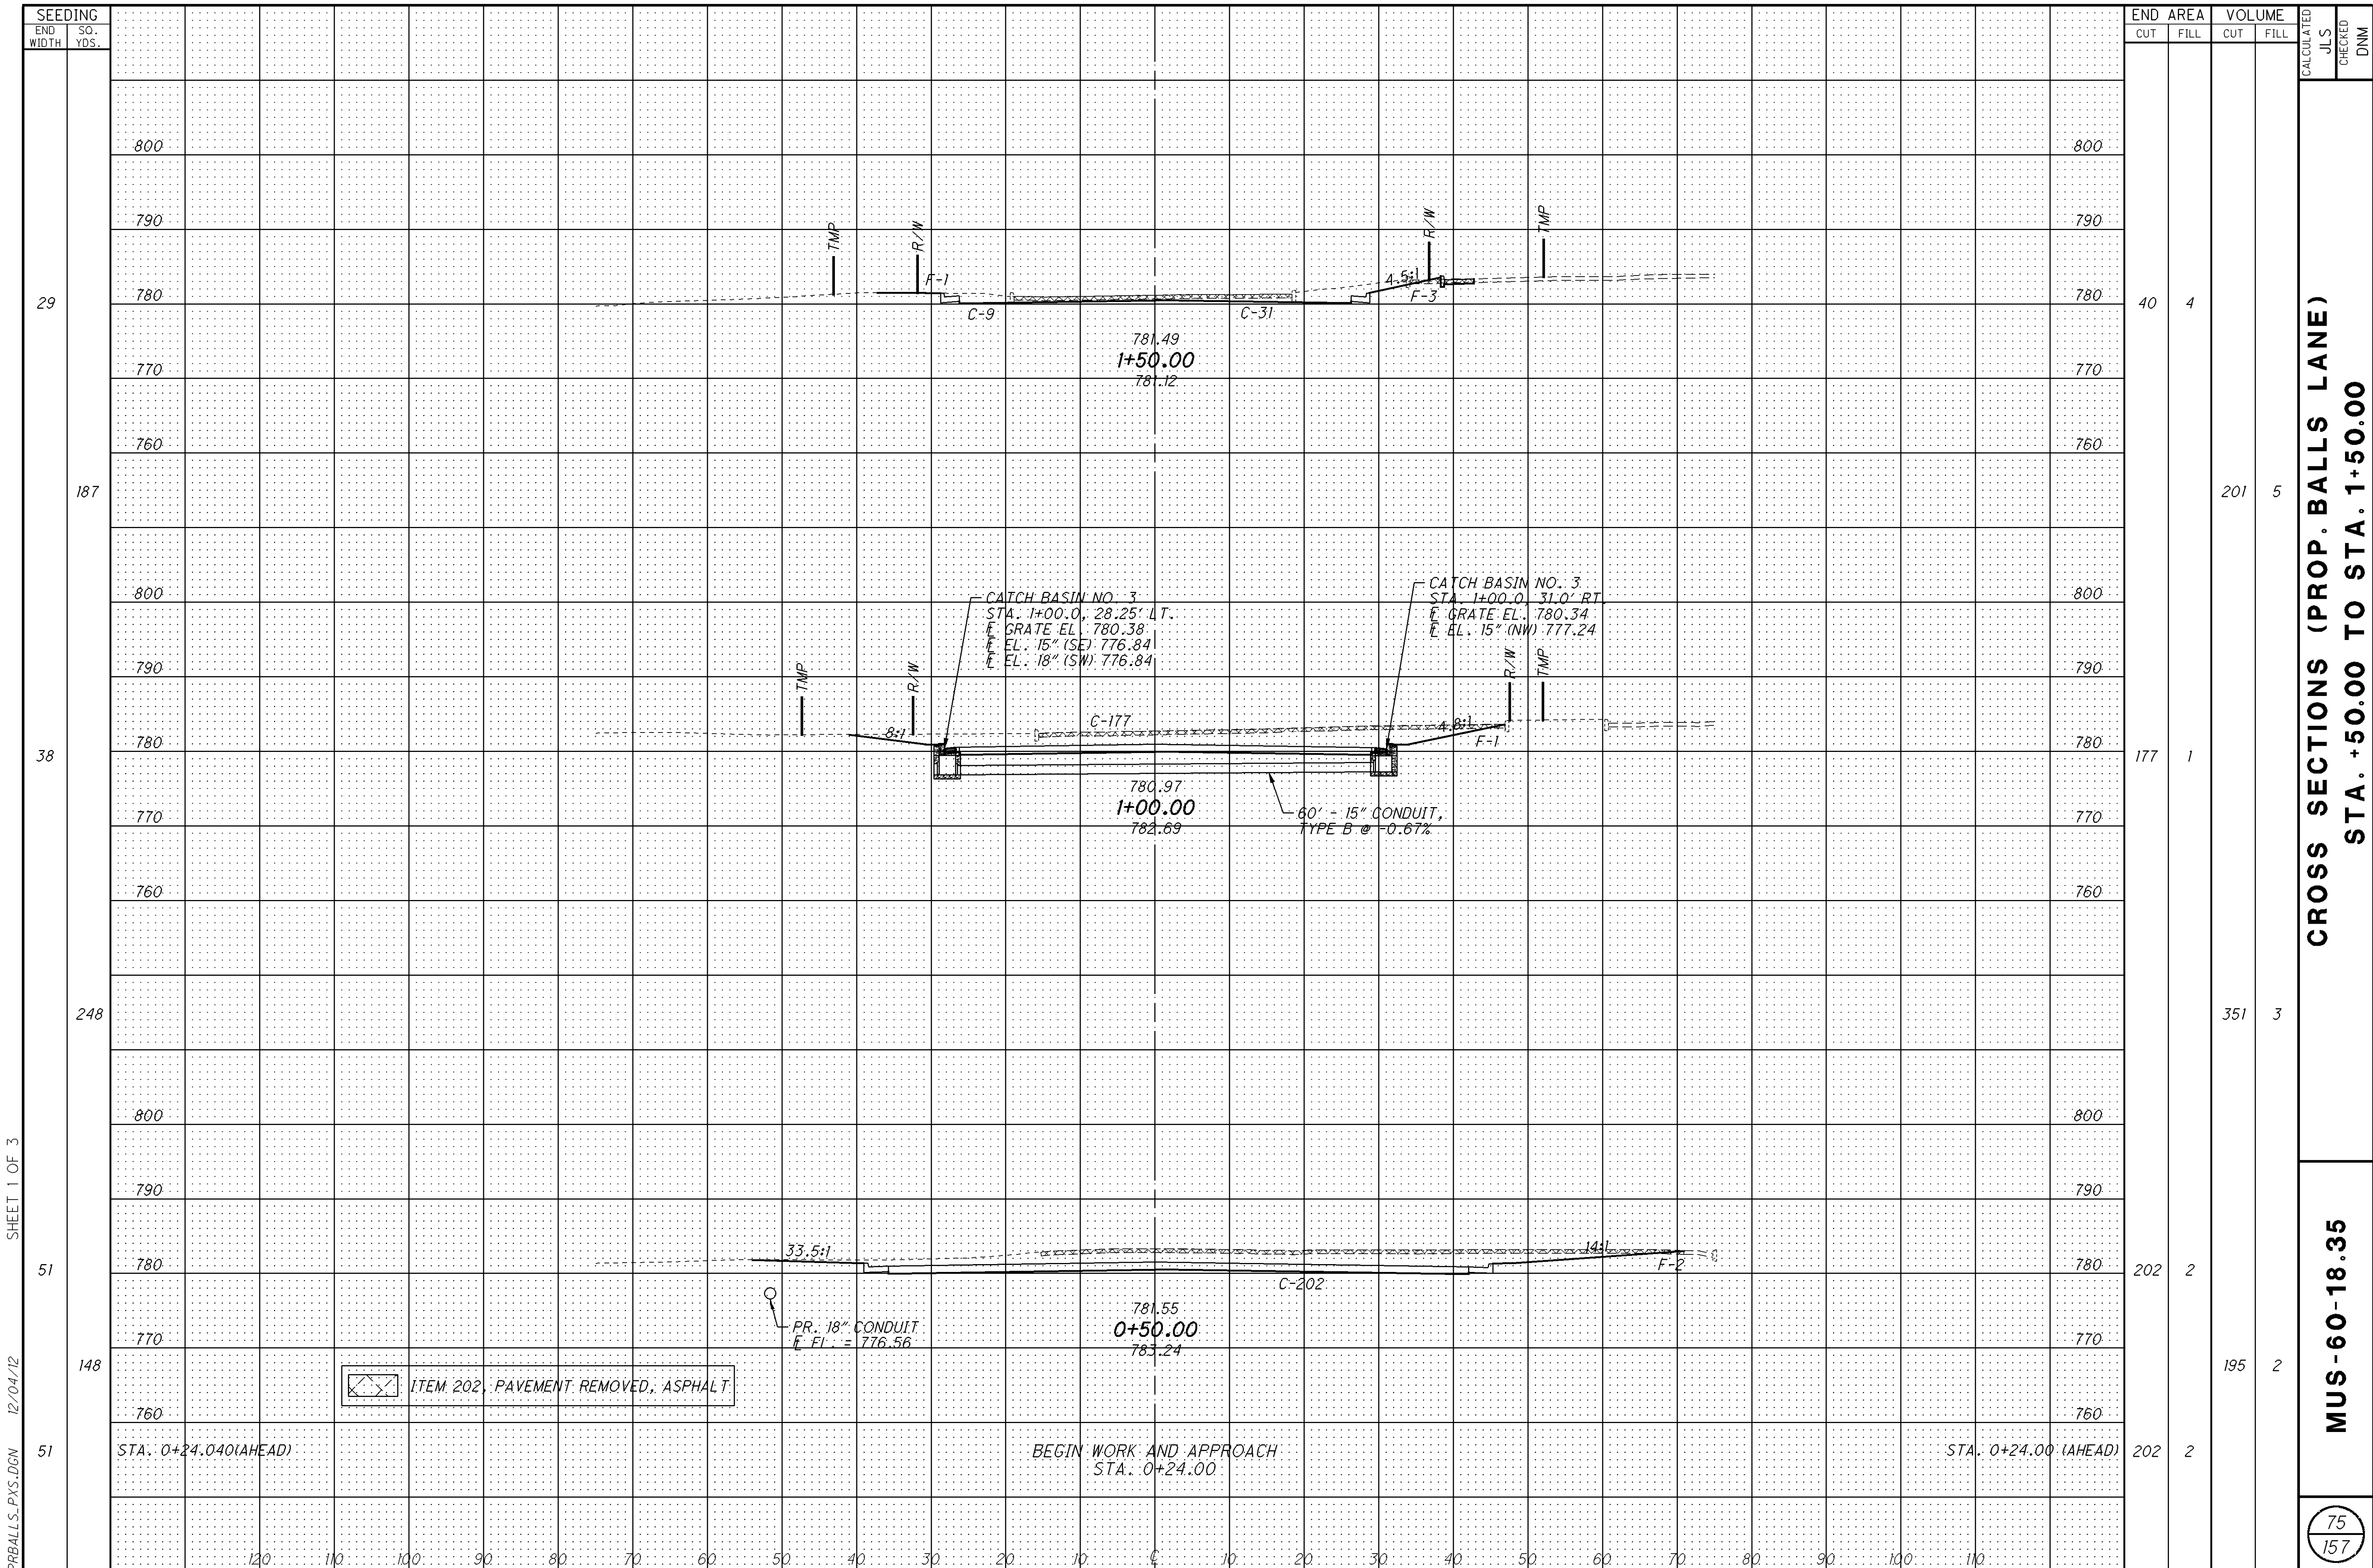 SEEDING
END WIDTH
SQ. YDS.
END AREA
VOLUME
CUT
FILL
CUT
FILL
CALCULATED
JLS
CHECKED
DNM
800
800
790
790
TMP
R/W
R/W
TMP
F-1
4.5:1
F-3
780
780
29
40
4
C-9
C-31
781.49
1+50.00
781.12
770
770
760
760
187
201
5
800
800
CATCH BASIN NO. 3
STA. 1+00.0, 28.25' LT.
GRATE EL. 780.38
EL. 15" (SE) 776.84
EL. 18" (SW) 776.84
CATCH BASIN NO. 3
STA. 1+00.0, 31.0' RT.
GRATE EL. 780.34
EL. 15" (NW) 777.24
790
790
TMP
R/W
R/W
TMP
8:1
C-177
4.8:1
F-1
780
780
38
177
1
780.97
1+00.00
782.69
60' - 15" CONDUIT,
TYPE B @ -0.67%
770
770
760
760
248
351
3
800
800
790
790
33.5:1
14:1
F-2
780
780
51
202
2
C-202
781.55
0+50.00
783.24
PR. 18" CONDUIT
EL. = 776.56
770
770
148
195
2
ITEM 202, PAVEMENT REMOVED, ASPHALT
760
760
51
STA. 0+24.040(AHEAD)
BEGIN WORK AND APPROACH
STA. 0+24.00
STA. 0+24.00 (AHEAD)
202
2
120 110 100 90 80 70 60 50 40 30 20 10 ℄ 10 20 30 40 50 60 70 80 90 100 110
CROSS SECTIONS (PROP. BALLS LANE)
STA. +50.00 TO STA. 1+50.00
MUS-60-18.35
75
157
SHEET 1 OF 3
12/04/12
PRBALLS_PXS.DGN